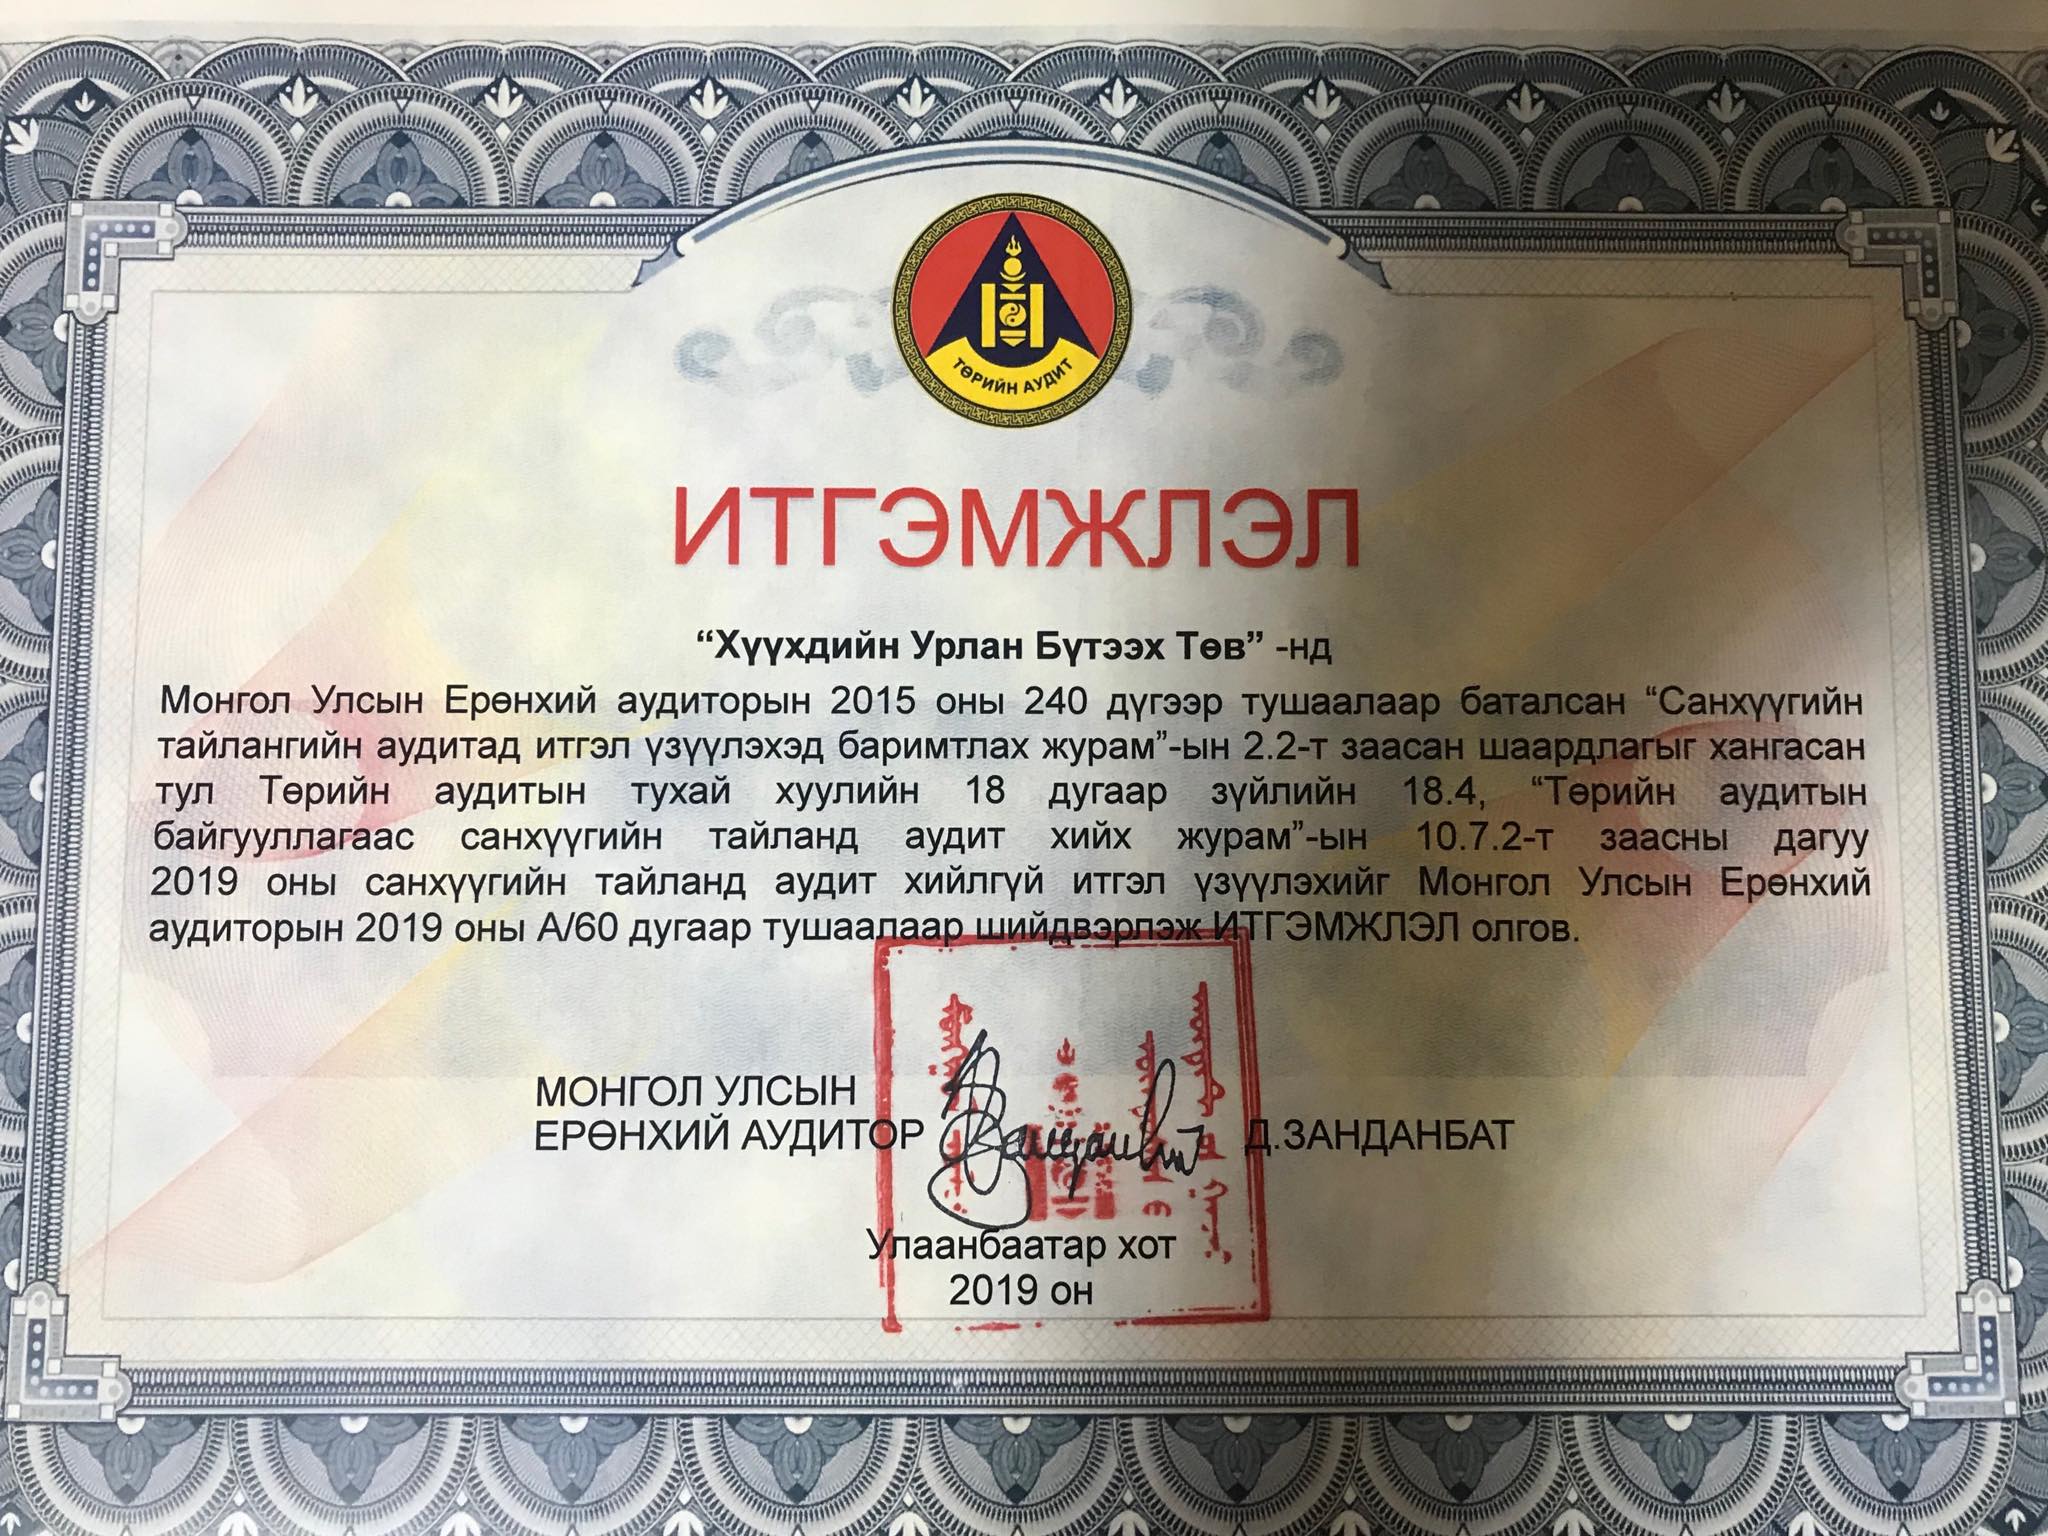 ТӨРИЙН АУДИТ
ИТГЭМЖЛЭЛ
“Хүүхдийн Урлан Бүтээх Төв” -нд
Монгол Улсын Ерөнхий аудиторын 2015 оны 240 дүгээр тушаалаар баталсан “Санхүүгийн
тайлангийн аудитад итгэл үзүүлэхэд баримтлах журам”-ын 2.2-т заасан шаардлагыг хангасан
тул Төрийн аудитын тухай хуулийн 18 дугаар зүйлийн 18.4, “Төрийн аудитын
байгууллагаас санхүүгийн тайланд аудит хийх журам”-ын 10.7.2-т заасны дагуу
2019 оны санхүүгийн тайланд аудит хийлгүй итгэл үзүүлэхийг Монгол Улсын Ерөнхий
аудиторын 2019 оны А/60 дугаар тушаалаар шийдвэрлэж ИТГЭМЖЛЭЛ олгов.
МОНГОЛ УЛСЫН
ЕРӨНХИЙ АУДИТОР Д.ЗАНДАНБАТ
Улаанбаатар хот
2019 он